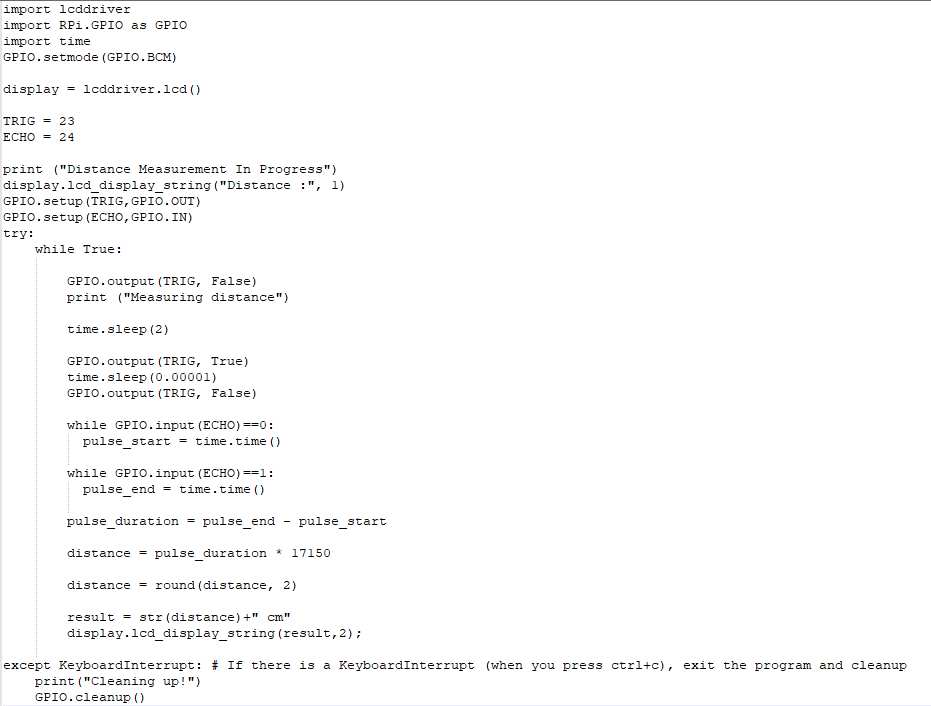 import lcddriver
import RPi.GPIO as GPIO
import time
GPIO.setmode(GPIO.BCM)

display = lcddriver.lcd()

TRIG = 23
ECHO = 24

print ("Distance Measurement In Progress")
display.lcd_display_string("Distance :", 1)
GPIO.setup(TRIG,GPIO.OUT)
GPIO.setup(ECHO,GPIO.IN)
try:
    while True:

        GPIO.output(TRIG, False)
        print ("Measuring distance")

        time.sleep(2)

        GPIO.output(TRIG, True)
        time.sleep(0.00001)
        GPIO.output(TRIG, False)

        while GPIO.input(ECHO)==0:
          pulse_start = time.time()

        while GPIO.input(ECHO)==1:
          pulse_end = time.time()

        pulse_duration = pulse_end - pulse_start

        distance = pulse_duration * 17150

        distance = round(distance, 2)

        result = str(distance)+" cm"
        display.lcd_display_string(result,2);

except KeyboardInterrupt: # If there is a KeyboardInterrupt (when you press ctrl+c), exit the program and cleanup
    print("Cleaning up!")
    GPIO.cleanup()